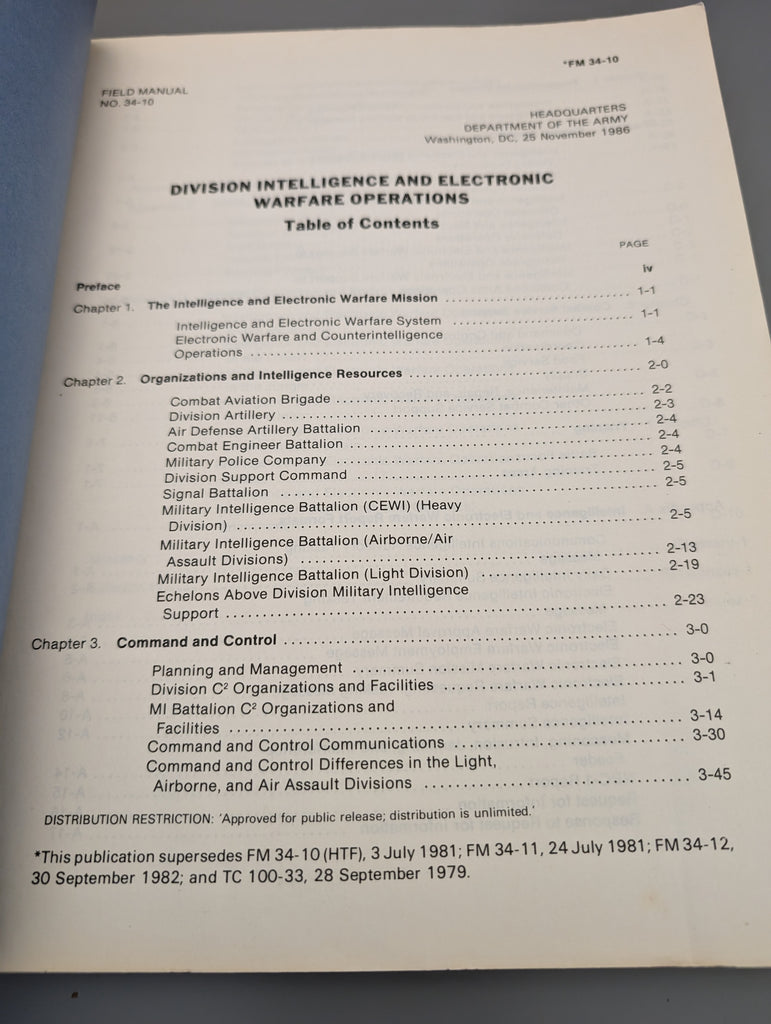 *FM 34-10
FIELD MANUAL
NO. 34-10
HEADQUARTERS
DEPARTMENT OF THE ARMY
Washington, DC, 25 November 1986
DIVISION INTELLIGENCE AND ELECTRONIC
WARFARE OPERATIONS
Table of Contents
PAGE
Preface iv
Chapter 1. The Intelligence and Electronic Warfare Mission .............................. 1-1
Intelligence and Electronic Warfare System .............................. 1-1
Electronic Warfare and Counterintelligence
Operations .............................. 1-4
Chapter 2. Organizations and Intelligence Resources .............................. 2-0
Combat Aviation Brigade .............................. 2-2
Division Artillery .............................. 2-3
Air Defense Artillery Battalion .............................. 2-4
Combat Engineer Battalion .............................. 2-4
Military Police Company .............................. 2-4
Division Support Command .............................. 2-5
Signal Battalion .............................. 2-5
Military Intelligence Battalion (CEWI) (Heavy
Division) .............................. 2-5
Military Intelligence Battalion (Airborne/Air
Assault Divisions) .............................. 2-13
Military Intelligence Battalion (Light Division) .............................. 2-19
Echelons Above Division Military Intelligence
Support .............................. 2-23
Chapter 3. Command and Control .............................. 3-0
Planning and Management .............................. 3-0
Division C² Organizations and Facilities .............................. 3-1
MI Battalion C² Organizations and
Facilities .............................. 3-14
Command and Control Communications .............................. 3-30
Command and Control Differences in the Light,
Airborne, and Air Assault Divisions .............................. 3-45
DISTRIBUTION RESTRICTION: 'Approved for public release; distribution is unlimited.'
*This publication supersedes FM 34-10 (HTF), 3 July 1981; FM 34-11, 24 July 1981; FM 34-12,
30 September 1982; and TC 100-33, 28 September 1979.